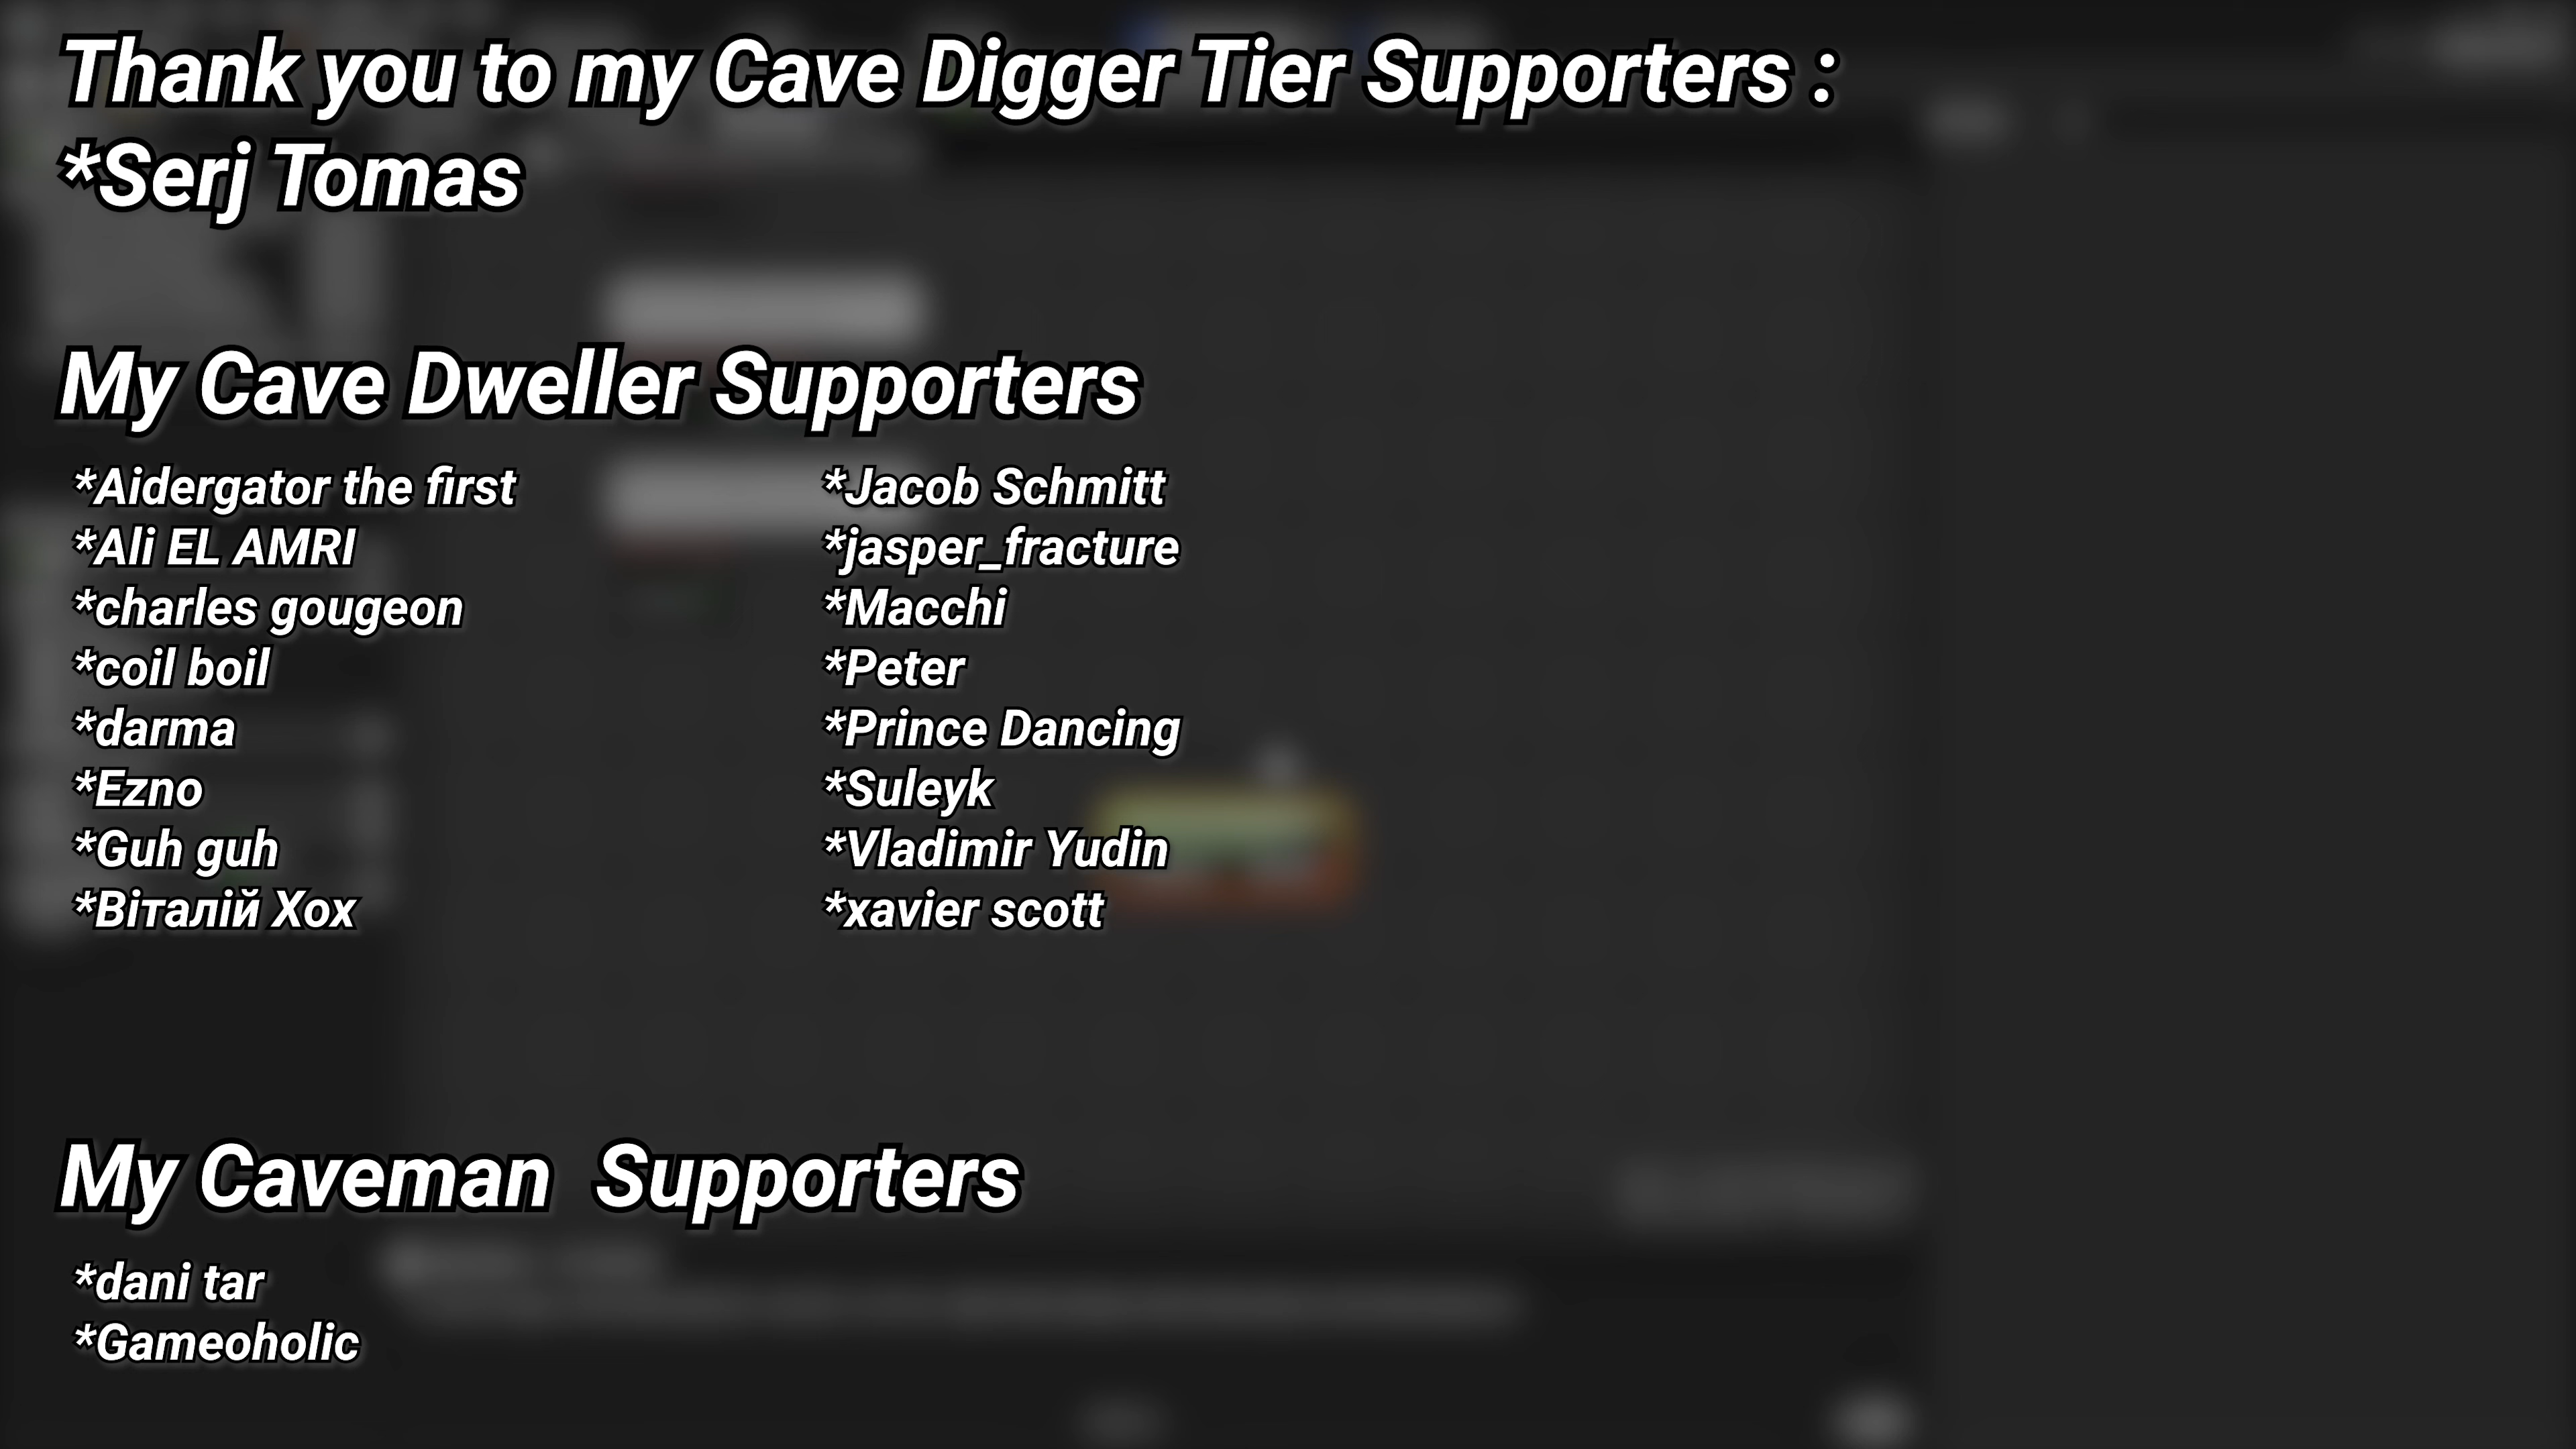 Thank you to my Cave Digger Tier Supporters :
*Serj Tomas
My Cave Dweller Supporters
*Aidergator the first
*Ali EL AMRI
*charles gougeon
*coil boil
*darma
*Ezno
*Guh guh
*Віталій Хох
*Jacob Schmitt
*jasper_fracture
*Macchi
*Peter
*Prince Dancing
*Suleyk
*Vladimir Yudin
*xavier scott
My Caveman  Supporters
*dani tar
*Gameoholic